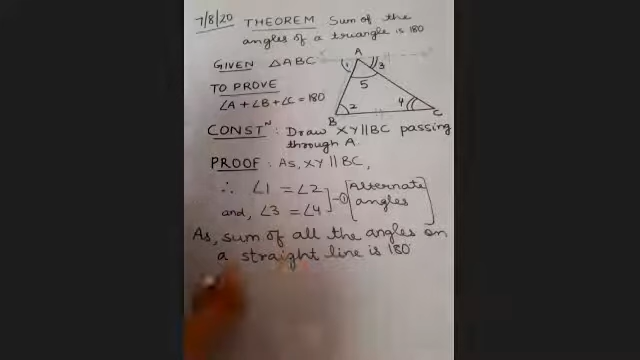 7/8/20 THEOREM Sum of the
angles of a triangle is 180
GIVEN △ABC
TO PROVE
∠A + ∠B + ∠C = 180
A
1 3
5
2 4
B C
CONSTᴺ: Draw XY||BC passing
through A.
PROOF: As, XY || BC,
∴ ∠1 = ∠2
and, ∠3 = ∠4 ] -① [Alternate
angles]
As, sum of all the angles on
a straight line is 180